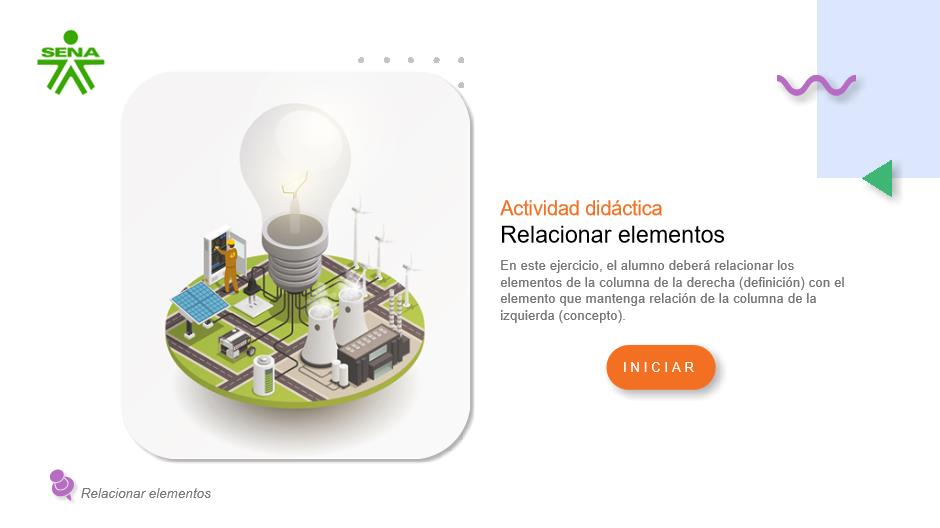 SENA
Actividad didáctica
Relacionar elementos
En este ejercicio, el alumno deberá relacionar los
elementos de la columna de la derecha (definición) con el
elemento que mantenga relación de la columna de la
izquierda (concepto).
INICIAR
Relacionar elementos